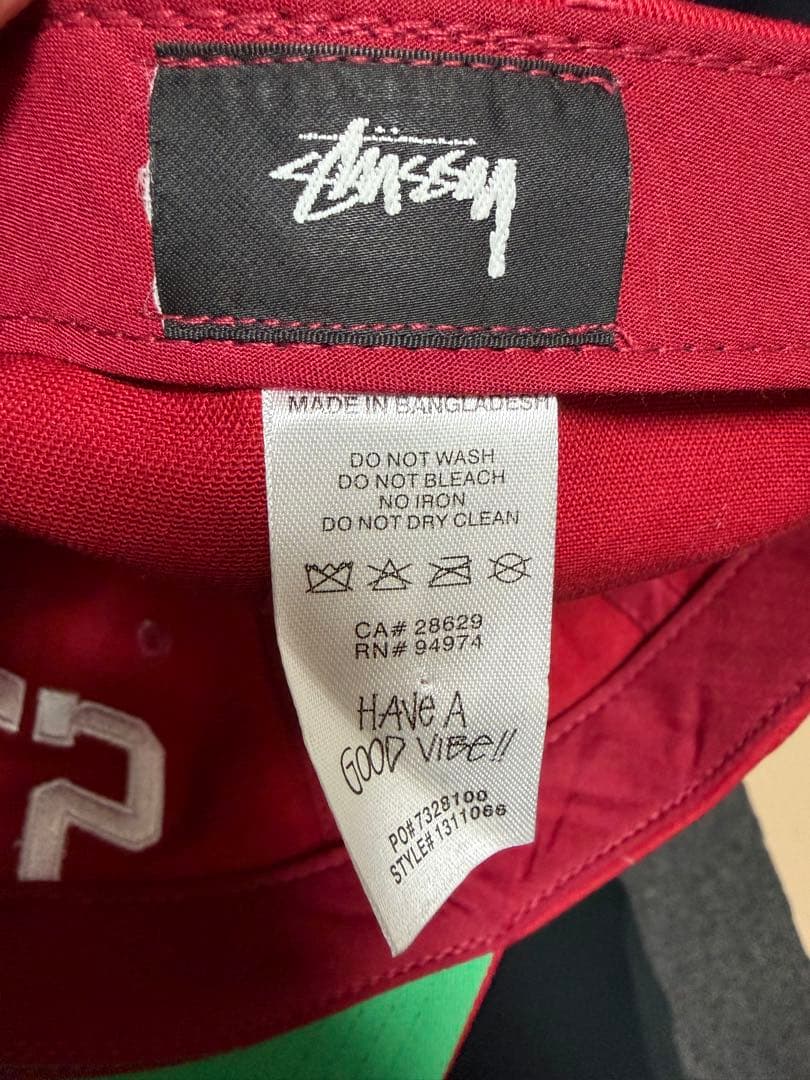 Stüssy
MADE IN BANGLADESH
DO NOT WASH
DO NOT BLEACH
NO IRON
DO NOT DRY CLEAN
CA# 28629
RN# 94974
HAVE A
GOOD VIBE!!
PO#7328100
STYLE#1311066